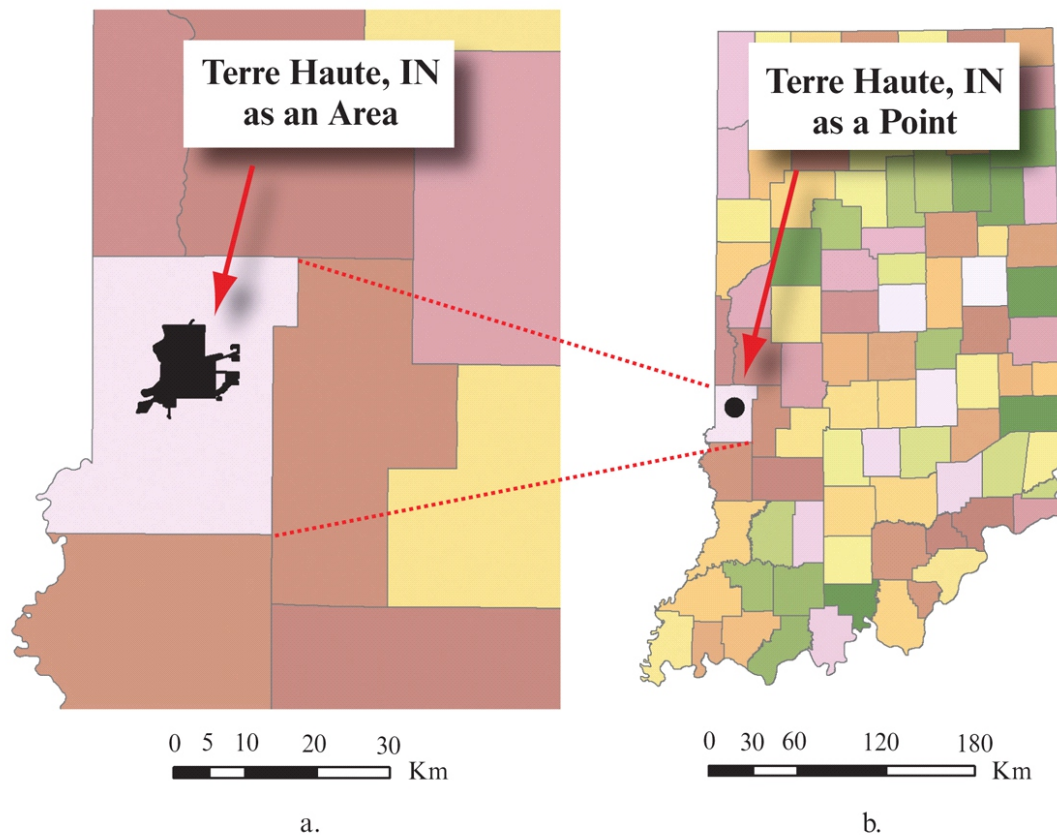 Terre Haute, IN
as an Area
Terre Haute, IN
as a Point
0 5 10 20 30
Km
0 30 60 120 180
Km
a.
b.